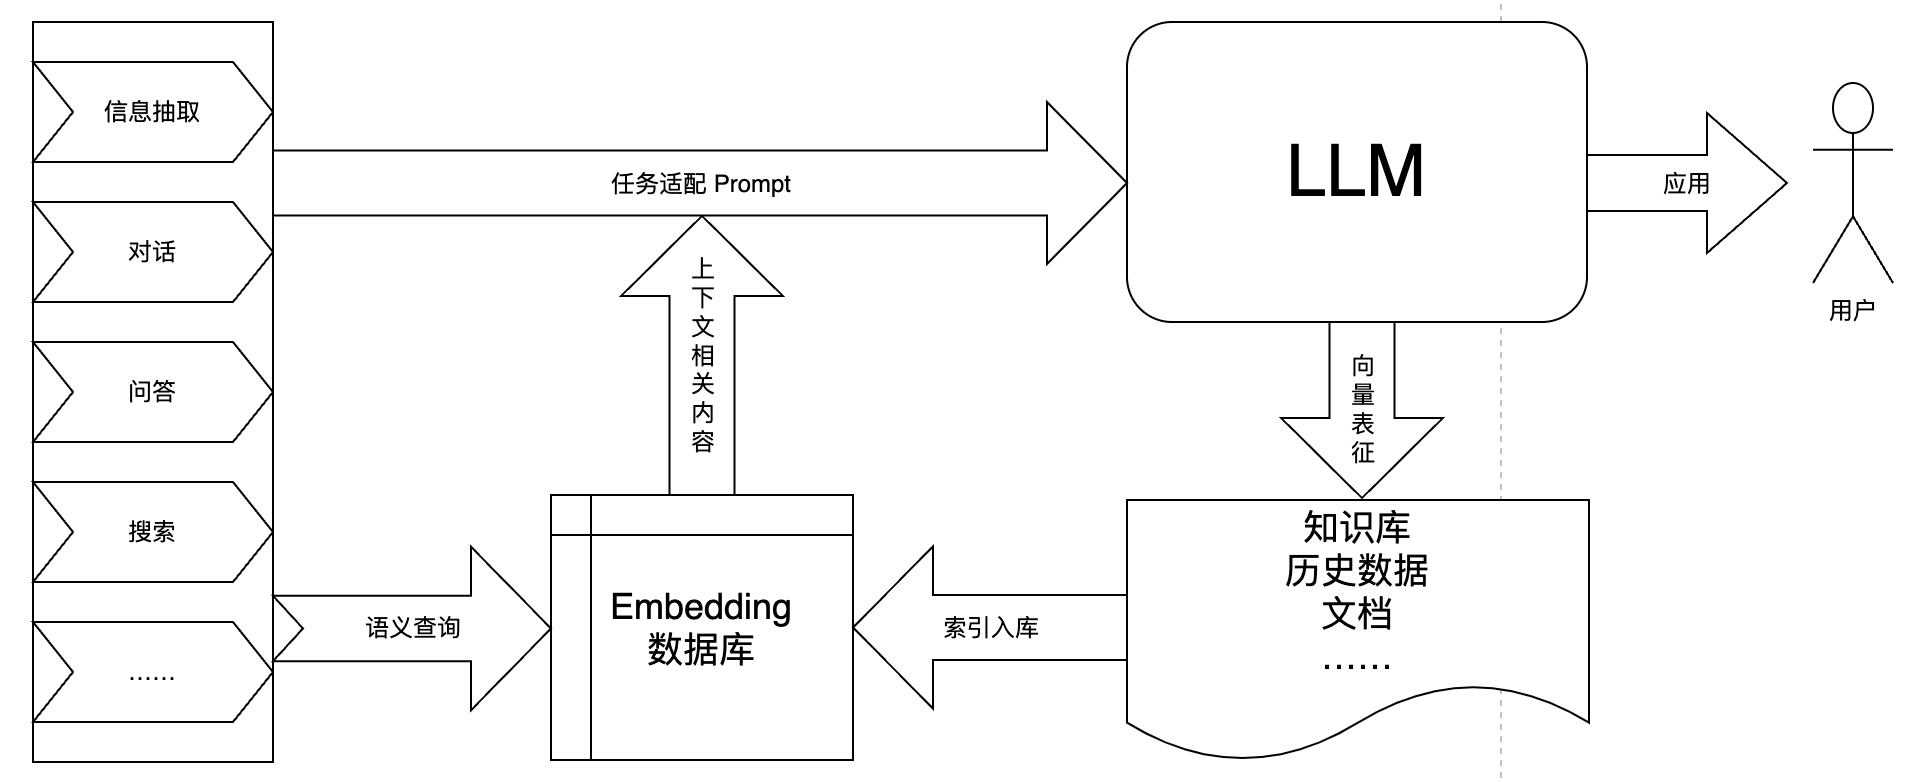 信息抽取
对话
问答
搜索
......
任务适配 Prompt
上下文相关内容
语义查询
Embedding
数据库
索引入库
LLM
应用
用户
向量表征
知识库
历史数据
文档
......